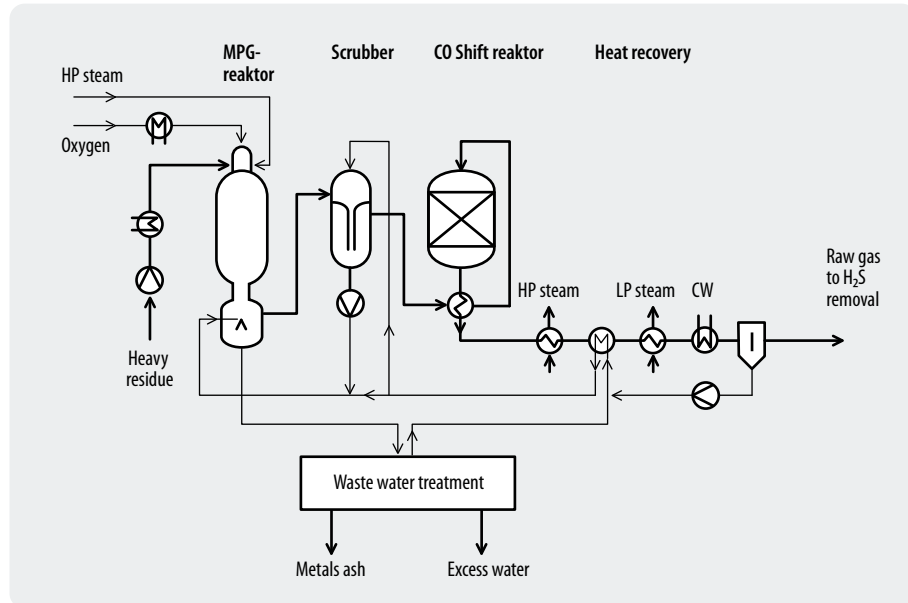 MPG-
reaktor
Scrubber
CO Shift reaktor
Heat recovery
HP steam
Oxygen
Heavy
residue
HP steam
LP steam
CW
Raw gas
to H₂S
removal
Waste water treatment
Metals ash
Excess water